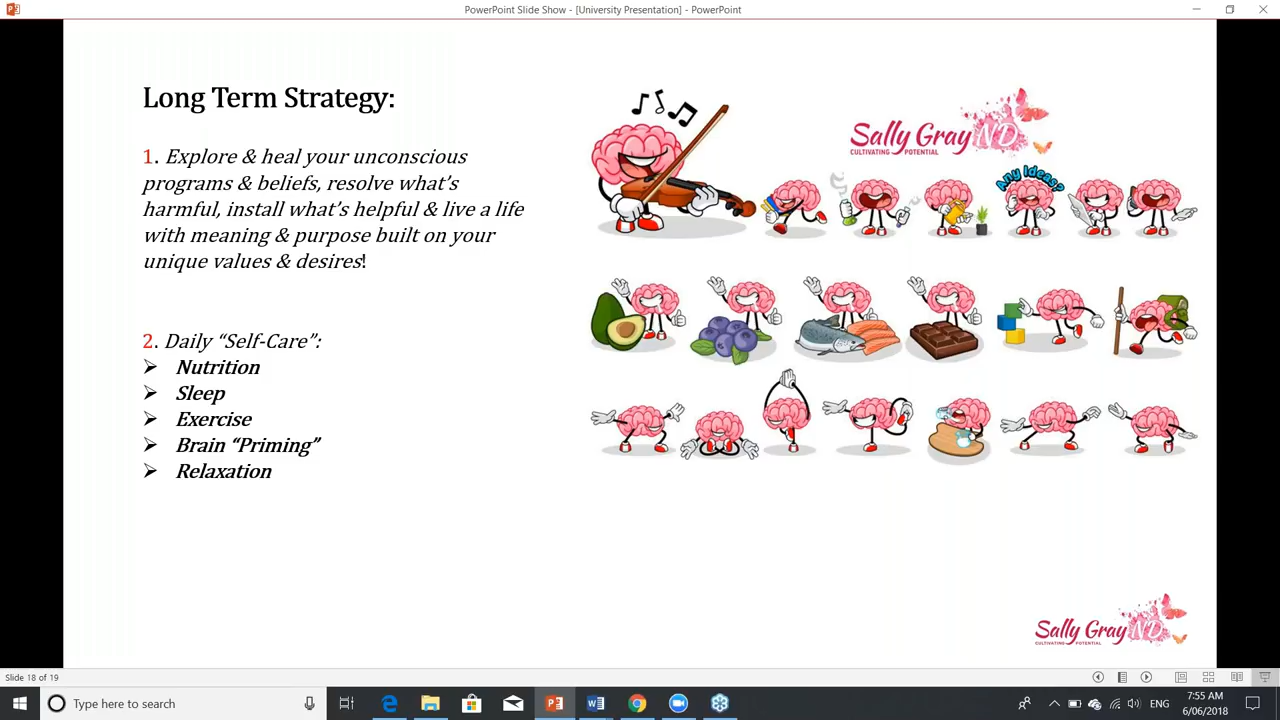 PowerPoint Slide Show - [University Presentation] - PowerPoint
Long Term Strategy:
1. Explore & heal your unconscious
programs & beliefs, resolve what's
harmful, install what's helpful & live a life
with meaning & purpose built on your
unique values & desires!
2. Daily “Self-Care”:
Nutrition
Sleep
Exercise
Brain “Priming”
Relaxation
Sally Gray ND
CULTIVATING POTENTIAL
Any Ideas?
Sally Gray ND
CULTIVATING POTENTIAL
Slide 18 of 19
Type here to search
ENG
7:55 AM
6/06/2018